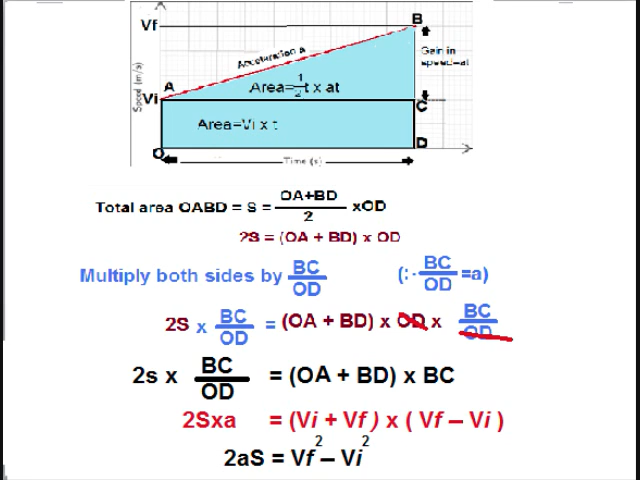 Vf
B
Acceleration a
Gain in
speed=at
Speed (m/s)
A
Area=1/2t x at
Vi
C
Area=Vi x t
O
D
Time (s)
Total area OABD = S = OA+BD/2 xOD
2S = (OA + BD) x OD
Multiply both sides by BC/OD (∵ BC/OD =a)
2S x BC/OD = (OA + BD) x OD x BC/OD
2s x BC/OD = (OA + BD) x BC
2Sxa = (Vi + Vf ) x ( Vf – Vi )
2aS = Vf² – Vi²